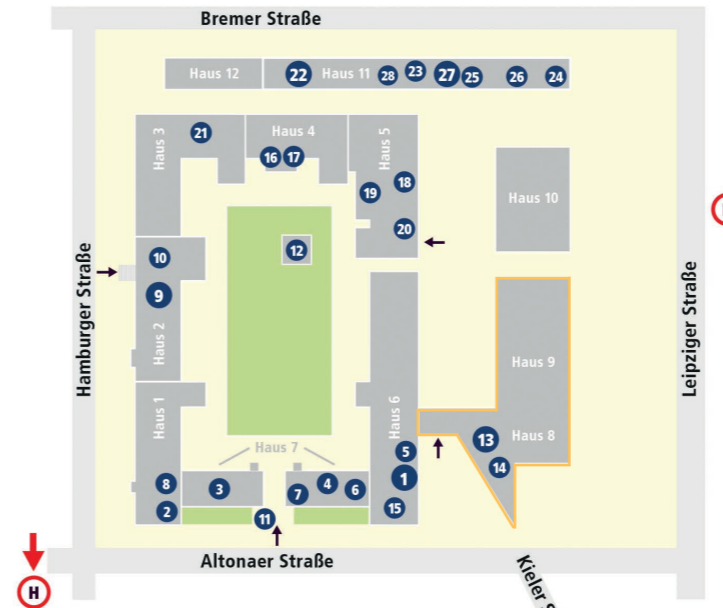 Bremer Straße
Haus 12
22
Haus 11
28
23
27
25
26
24
Haus 3
21
Haus 4
16
17
Haus 5
18
19
20
Haus 10
12
10
9
Haus 2
Hamburger Straße
Leipziger Straße
Haus 9
Haus 8
13
14
Haus 1
Haus 6
Haus 7
5
1
15
8
2
3
7
4
6
11
Altonaer Straße
H
Kieler